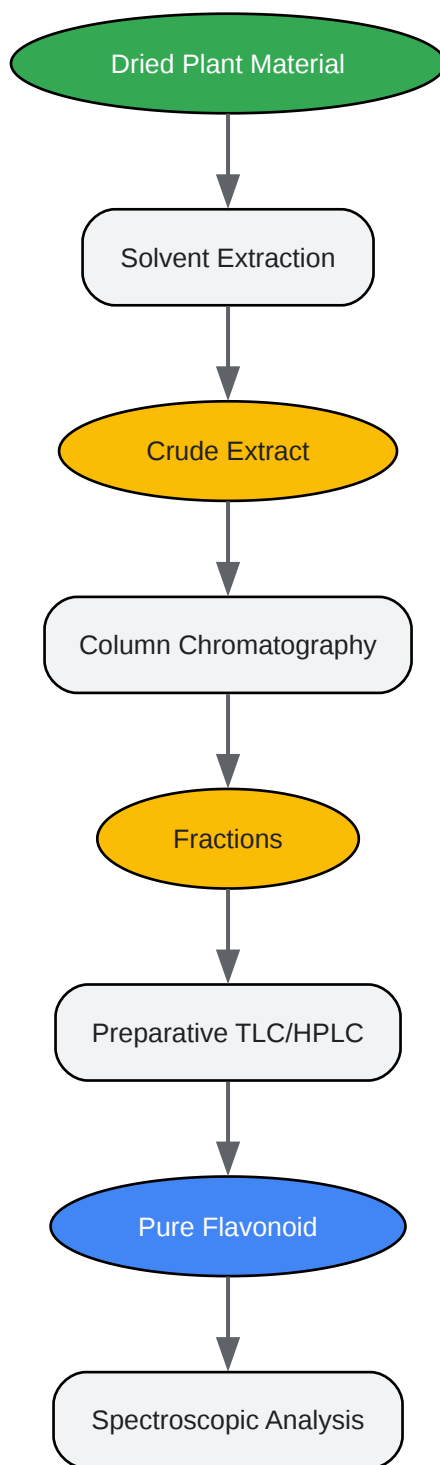 Dried Plant Material
Solvent Extraction
Crude Extract
Column Chromatography
Fractions
Preparative TLC/HPLC
Pure Flavonoid
Spectroscopic Analysis